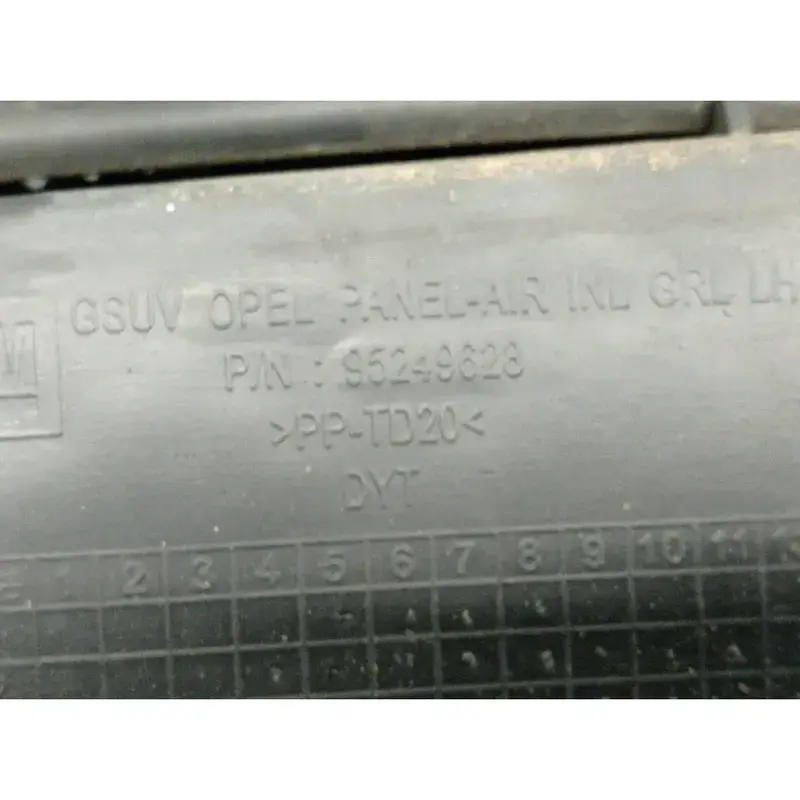 GSUV OPEL PANEL-AIR INL GRL LH
P/N : 95249628
>PP-TD20<
DYT
1 2 3 4 5 6 7 8 9 10 11